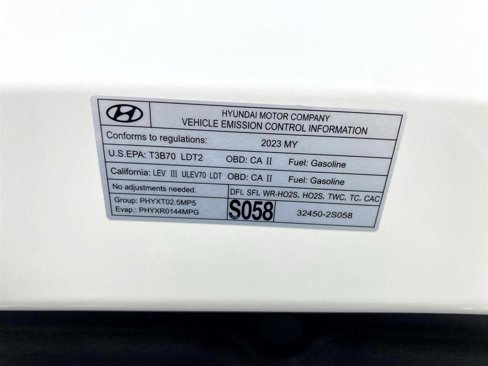 HYUNDAI MOTOR COMPANY
VEHICLE EMISSION CONTROL INFORMATION
Conforms to regulations: 2023 MY
U.S.EPA: T3B70 LDT2 OBD: CA II Fuel: Gasoline
California: LEV III ULEV70 LDT OBD: CA II Fuel: Gasoline
No adjustments needed. DFI, SFI, WR-HO2S, HO2S, TWC, TC, CAC
Group: PHYXT02.5MP5
Evap.: PHYXR0144MPG
S058 32450-2S058